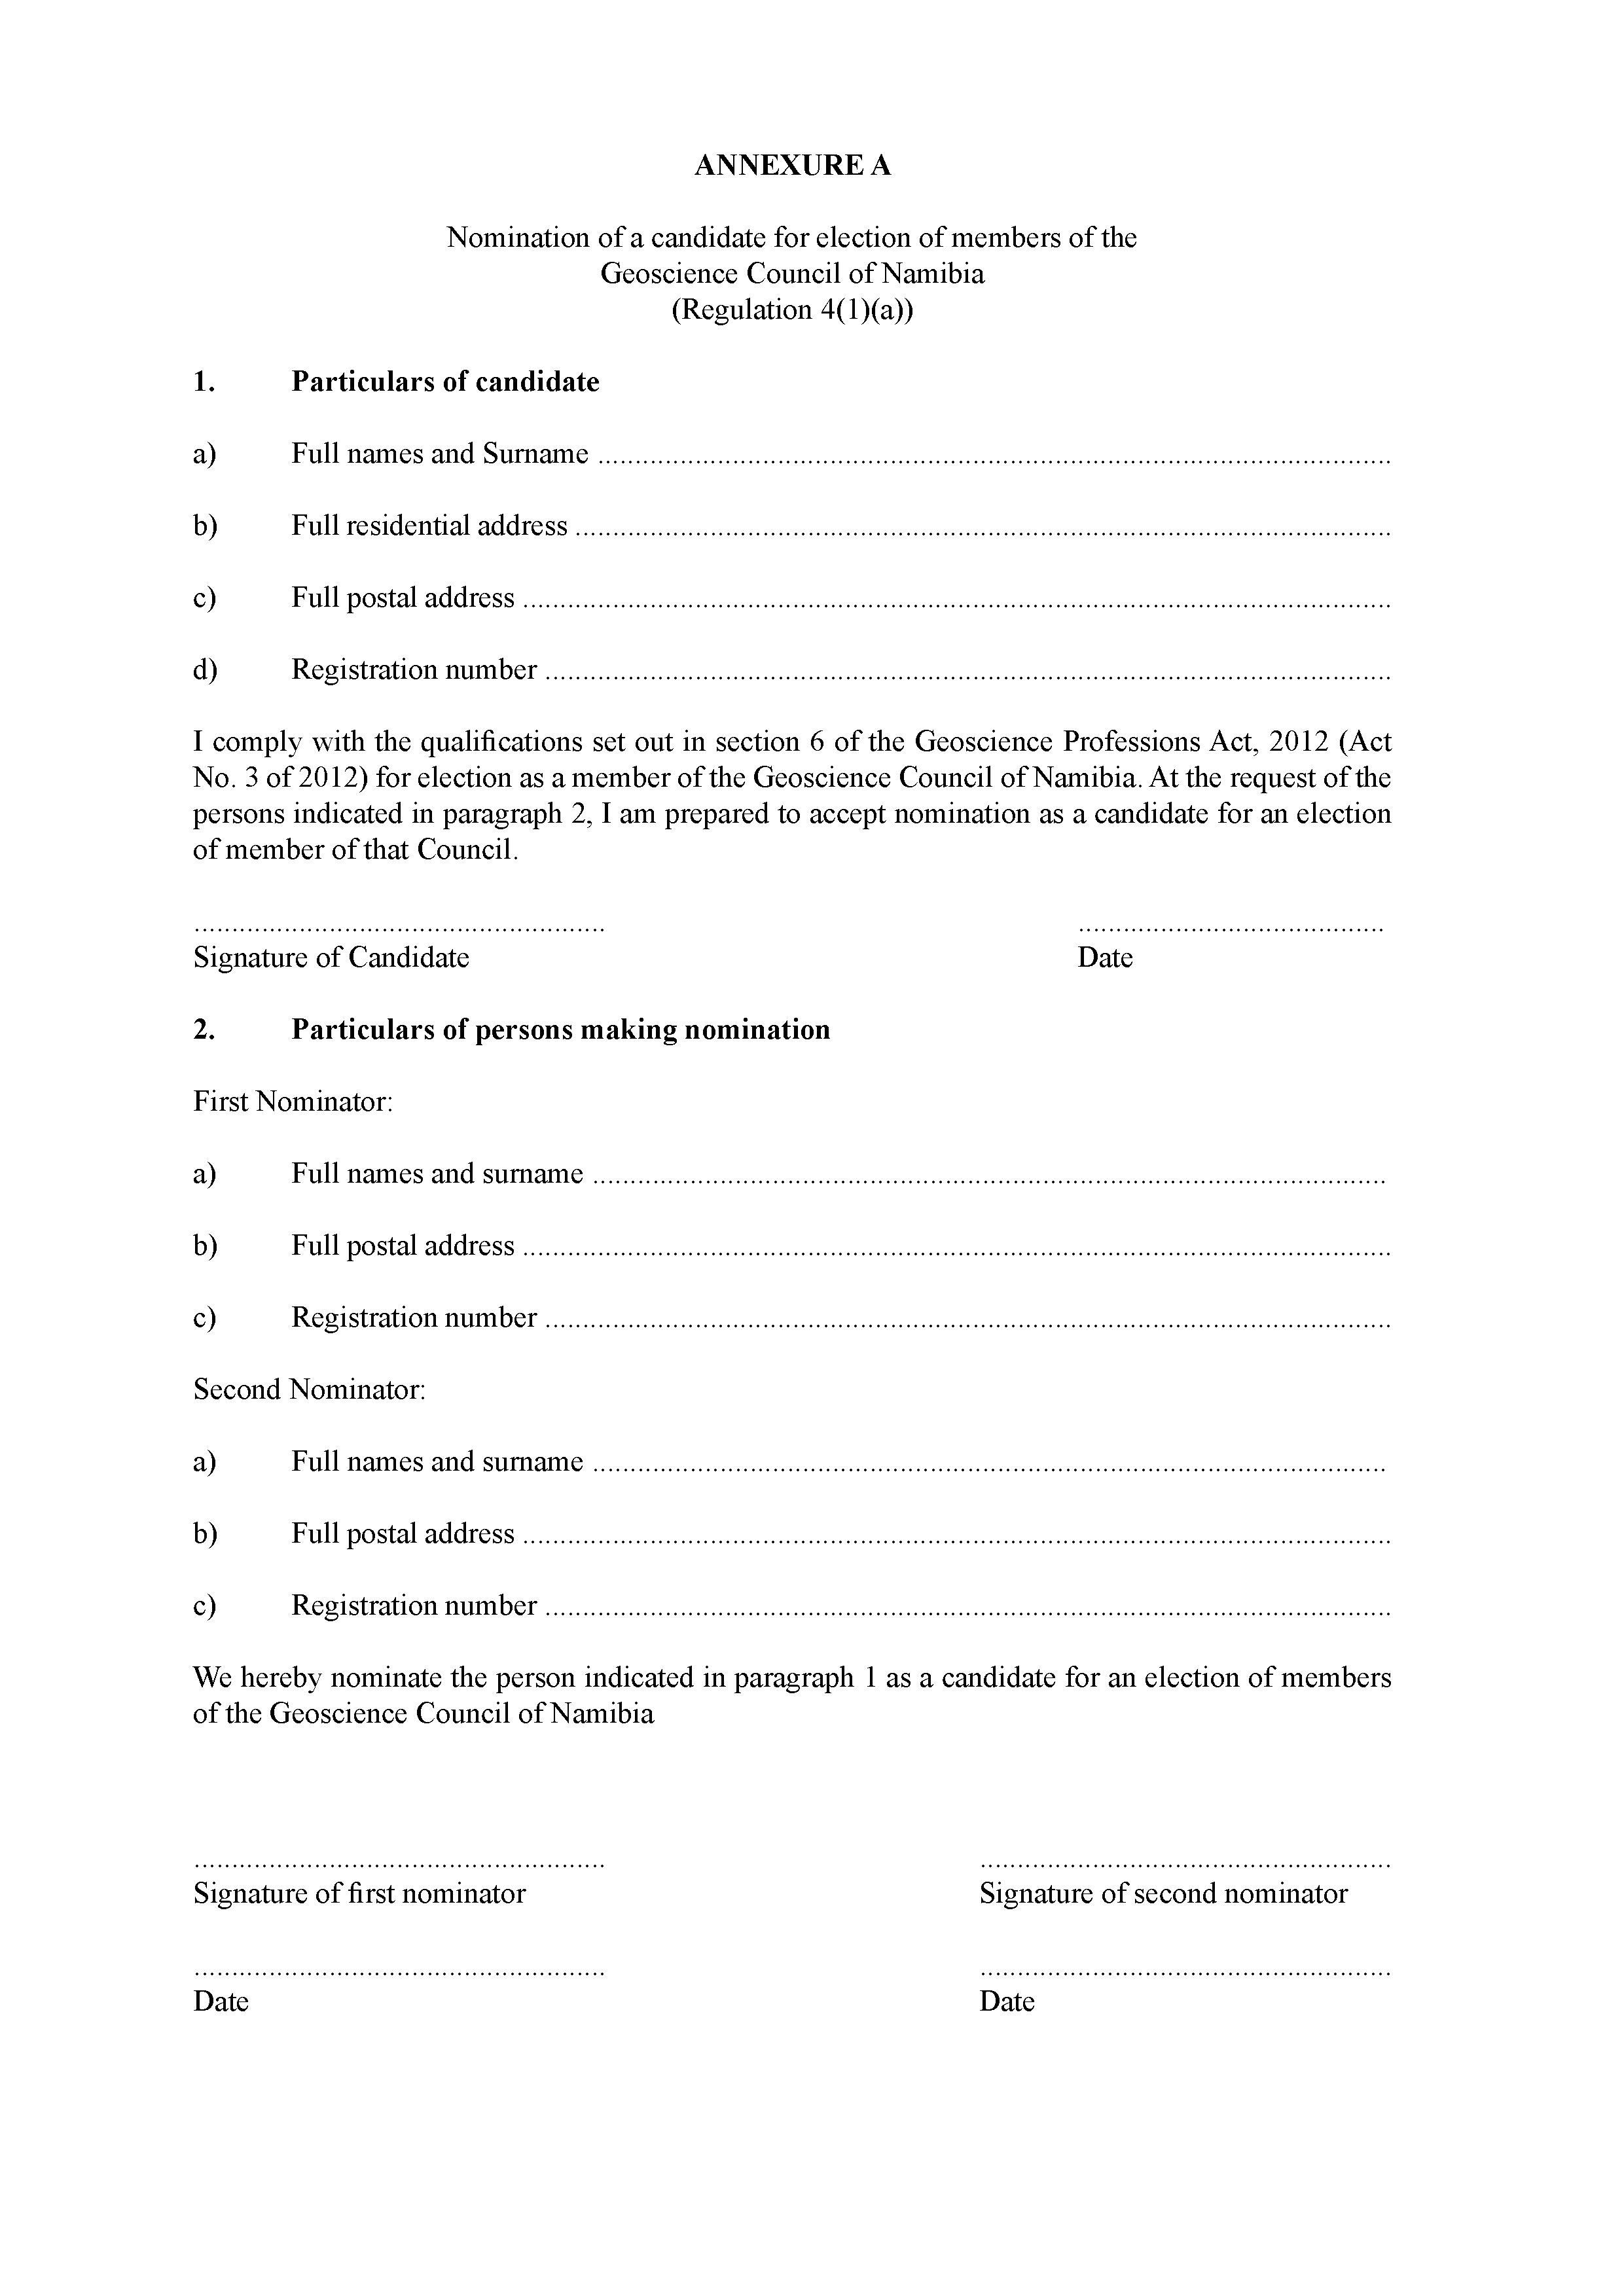 ANNEXURE A
Nomination of a candidate for election of members of the
Geoscience Council of Namibia
(Regulation 4(1)(a))
1. Particulars of candidate
a) Full names and Surname ..........................................................................................................
b) Full residential address .............................................................................................................
c) Full postal address ....................................................................................................................
d) Registration number .................................................................................................................
I comply with the qualifications set out in section 6 of the Geoscience Professions Act, 2012 (Act
No. 3 of 2012) for election as a member of the Geoscience Council of Namibia. At the request of the
persons indicated in paragraph 2, I am prepared to accept nomination as a candidate for an election
of member of that Council.
....................................................... .........................................
Signature of Candidate Date
2. Particulars of persons making nomination
First Nominator:
a) Full names and surname ..........................................................................................................
b) Full postal address ....................................................................................................................
c) Registration number .................................................................................................................
Second Nominator:
a) Full names and surname ..........................................................................................................
b) Full postal address ....................................................................................................................
c) Registration number .................................................................................................................
We hereby nominate the person indicated in paragraph 1 as a candidate for an election of members
of the Geoscience Council of Namibia
....................................................... .......................................................
Signature of first nominator Signature of second nominator
....................................................... .......................................................
Date Date